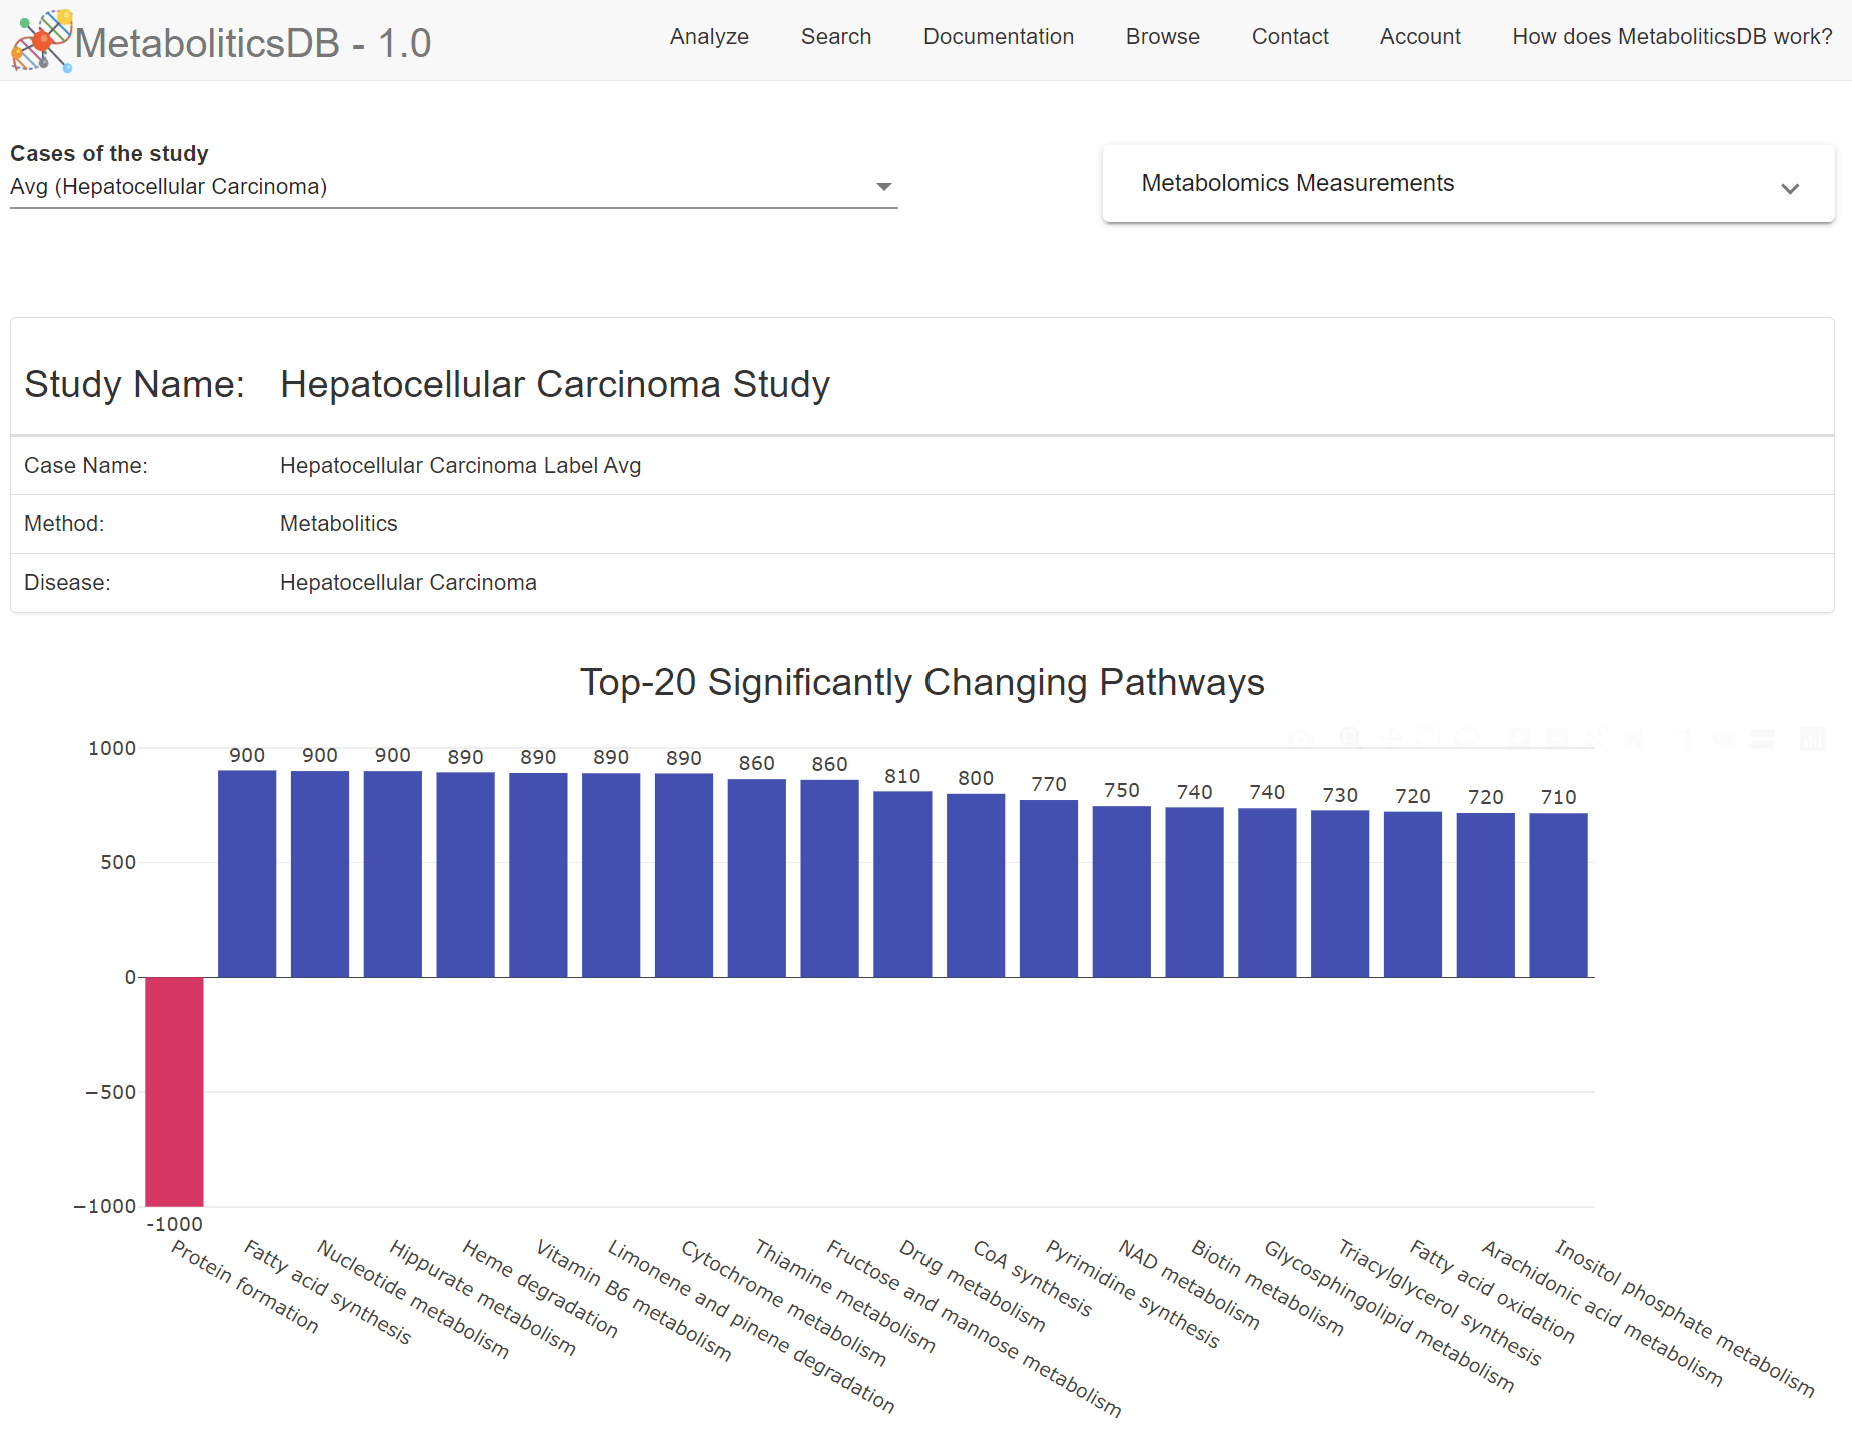 MetaboliticsDB - 1.0
Analyze
Search
Documentation
Browse
Contact
Account
How does MetaboliticsDB work?
Cases of the study
Avg (Hepatocellular Carcinoma)
Metabolomics Measurements
Study Name: Hepatocellular Carcinoma Study
Case Name: Hepatocellular Carcinoma Label Avg
Method: Metabolitics
Disease: Hepatocellular Carcinoma
Top-20 Significantly Changing Pathways
1000
500
0
−500
−1000
-1000
900
900
900
890
890
890
890
860
860
810
800
770
750
740
740
730
720
720
710
Protein formation
Fatty acid synthesis
Nucleotide metabolism
Hippurate metabolism
Heme degradation
Vitamin B6 metabolism
Limonene and pinene degradation
Cytochrome metabolism
Thiamine metabolism
Fructose and mannose metabolism
Drug metabolism
CoA synthesis
Pyrimidine synthesis
NAD metabolism
Biotin metabolism
Glycosphingolipid metabolism
Triacylglycerol synthesis
Fatty acid oxidation
Arachidonic acid metabolism
Inositol phosphate metabolism